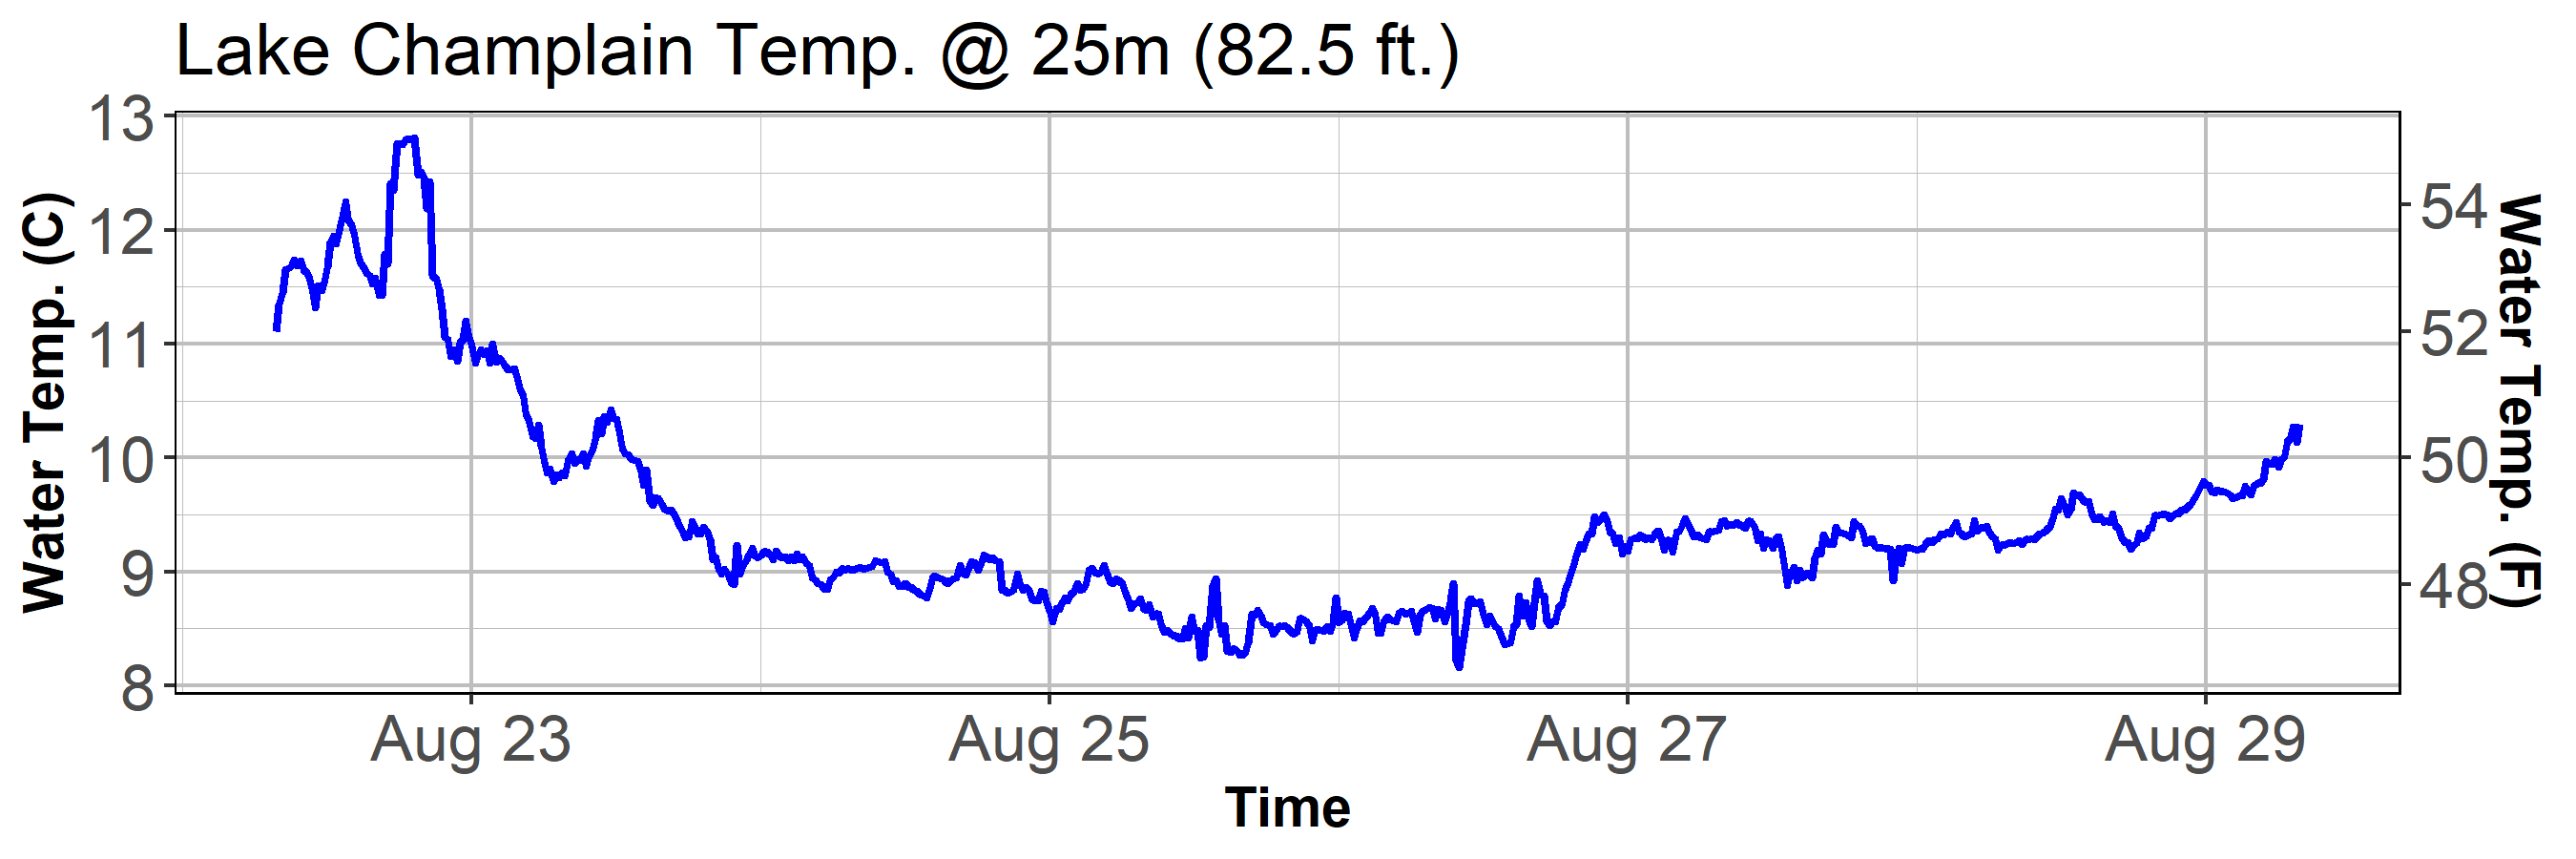 Lake Champlain Temp. @ 25m (82.5 ft.)
Water Temp. (C)
13
12
11
10
9
8
54
52
50
48
Water Temp. (F)
Aug 23
Aug 25
Aug 27
Aug 29
Time